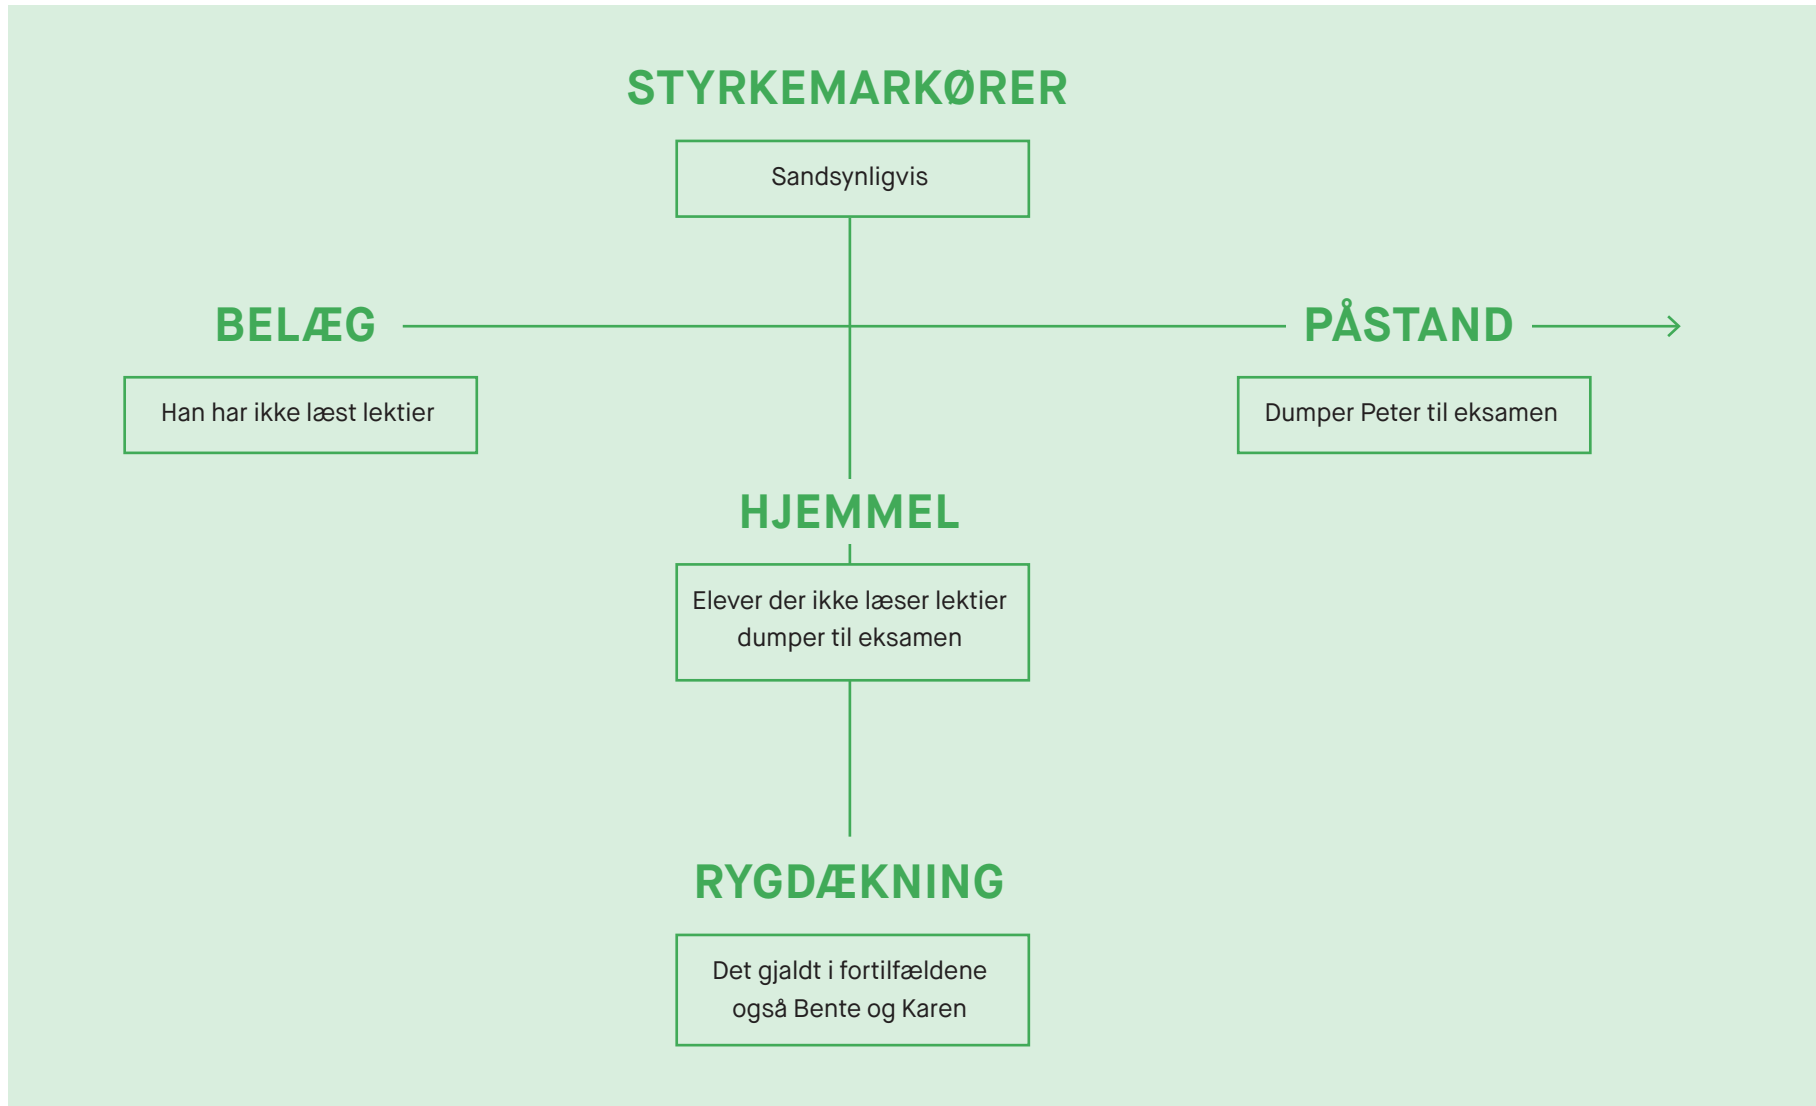 STYRKEMARKØRER
Sandsynligvis
BELÆG
PÅSTAND
Han har ikke læst lektier
Dumper Peter til eksamen
HJEMMEL
Elever der ikke læser lektier
dumper til eksamen
RYGDÆKNING
Det gjaldt i fortilfældene
også Bente og Karen